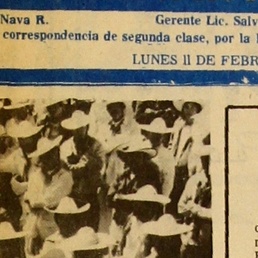 Nava R. Gerente Lic. Salv
correspondencia de segunda clase, por la
LUNES 11 DE FEBR